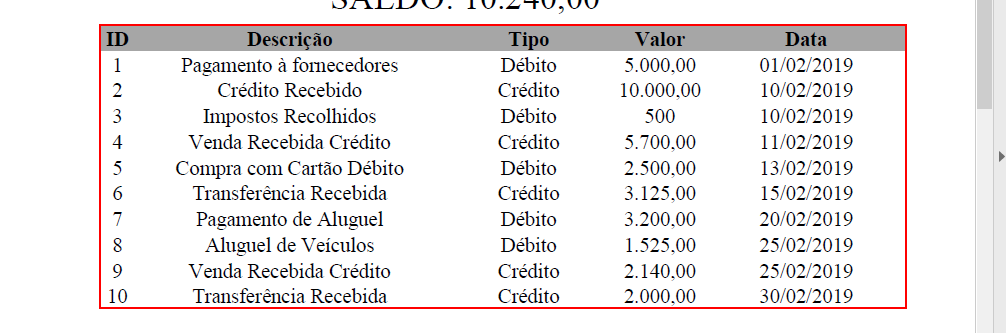 SALDO: 10.240,00
ID Descrição Tipo Valor Data
1 Pagamento à fornecedores Débito 5.000,00 01/02/2019
2 Crédito Recebido Crédito 10.000,00 10/02/2019
3 Impostos Recolhidos Débito 500 10/02/2019
4 Venda Recebida Crédito Crédito 5.700,00 11/02/2019
5 Compra com Cartão Débito Débito 2.500,00 13/02/2019
6 Transferência Recebida Crédito 3.125,00 15/02/2019
7 Pagamento de Aluguel Débito 3.200,00 20/02/2019
8 Aluguel de Veículos Débito 1.525,00 25/02/2019
9 Venda Recebida Crédito Crédito 2.140,00 25/02/2019
10 Transferência Recebida Crédito 2.000,00 30/02/2019